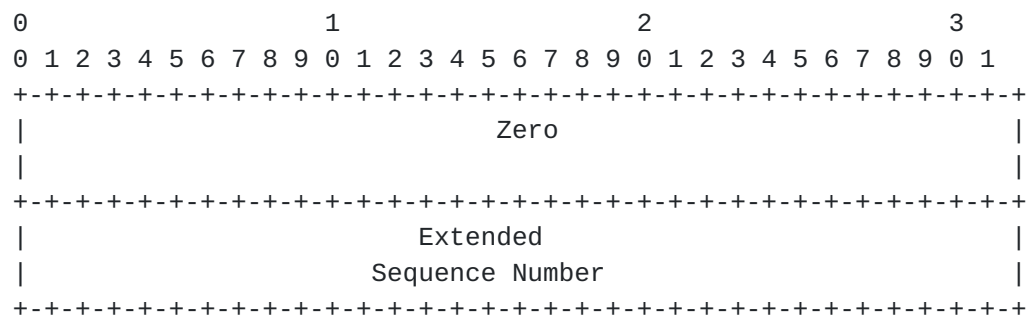 0                   1                   2                   3
0 1 2 3 4 5 6 7 8 9 0 1 2 3 4 5 6 7 8 9 0 1 2 3 4 5 6 7 8 9 0 1
+-+-+-+-+-+-+-+-+-+-+-+-+-+-+-+-+-+-+-+-+-+-+-+-+-+-+-+-+-+-+-+-+
|                              Zero                             |
|                                                               |
+-+-+-+-+-+-+-+-+-+-+-+-+-+-+-+-+-+-+-+-+-+-+-+-+-+-+-+-+-+-+-+-+
|                         Extended                              |
|                      Sequence Number                          |
+-+-+-+-+-+-+-+-+-+-+-+-+-+-+-+-+-+-+-+-+-+-+-+-+-+-+-+-+-+-+-+-+